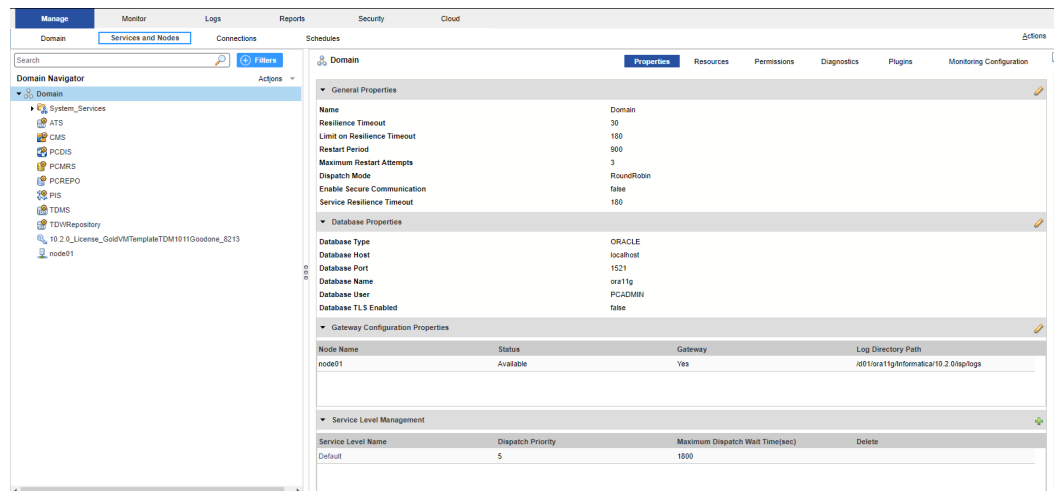 Manage Monitor Logs Reports Security Cloud
Domain Services and Nodes Connections Schedules Actions
Search Filters
Domain Navigator Actions
Domain
System_Services
ATS
CMS
PCDIS
PCMRS
PCREPO
PIS
TDMS
TDWRepository
10.2.0_License_GoldVMTemplateTDM1011Goodone_8213
node01
Domain Properties Resources Permissions Diagnostics Plugins Monitoring Configuration
General Properties
Name Domain
Resilience Timeout 30
Limit on Resilience Timeout 180
Restart Period 900
Maximum Restart Attempts 3
Dispatch Mode RoundRobin
Enable Secure Communication false
Service Resilience Timeout 180
Database Properties
Database Type ORACLE
Database Host localhost
Database Port 1521
Database Name ora11g
Database User PCADMIN
Database TLS Enabled false
Gateway Configuration Properties
Node Name Status Gateway Log Directory Path
node01 Available Yes /d01/ora11g/Informatica/10.2.0/isp/logs
Service Level Management
Service Level Name Dispatch Priority Maximum Dispatch Wait Time(sec) Delete
Default 5 1800